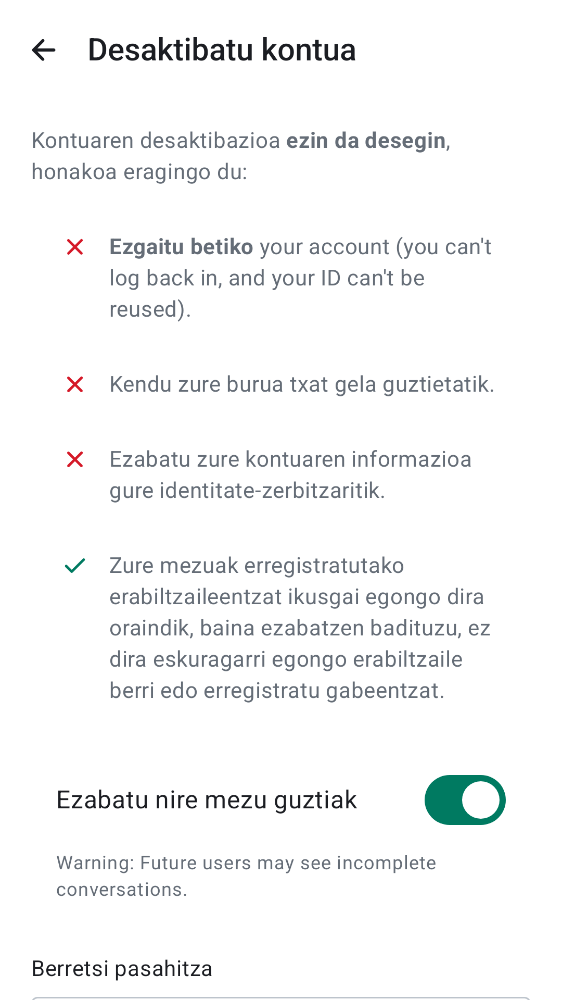 Desaktibatu kontua
Kontuaren desaktibazioa ezin da desegin,
honakoa eragingo du:
Ezgaitu betiko your account (you can't
log back in, and your ID can't be
reused).
Kendu zure burua txat gela guztietatik.
Ezabatu zure kontuaren informazioa
gure identitate-zerbitzaritik.
Zure mezuak erregistratutako
erabiltzaileentzat ikusgai egongo dira
oraindik, baina ezabatzen badituzu, ez
dira eskuragarri egongo erabiltzaile
berri edo erregistratu gabeentzat.
Ezabatu nire mezu guztiak
Warning: Future users may see incomplete
conversations.
Berretsi pasahitza